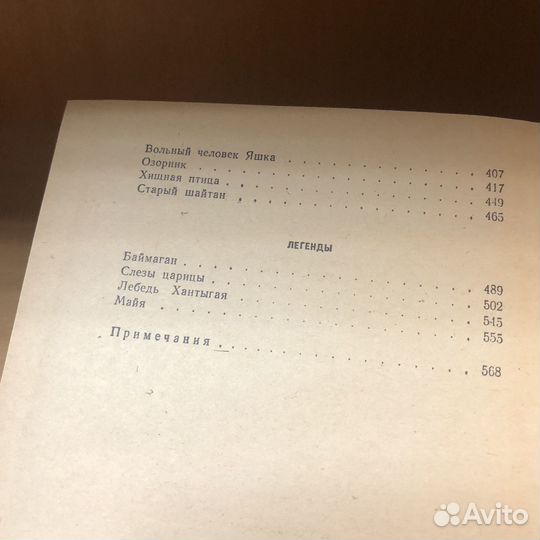 Вольный человек Яшка . . . . . . . . . . . . 407
Озорник . . . . . . . . . . . . . . . . . 417
Хищная птица . . . . . . . . . . . . . . . 449
Старый шайтан . . . . . . . . . . . . . . 465
ЛЕГЕНДЫ
Баймаган . . . . . . . . . . . . . . . . 489
Слезы царицы . . . . . . . . . . . . . . . 502
Лебедь Хантыгая . . . . . . . . . . . . . . 545
Майя . . . . . . . . . . . . . . . . . . 555
Примечания . . . . . . . . . . . . . . . 568
Avito